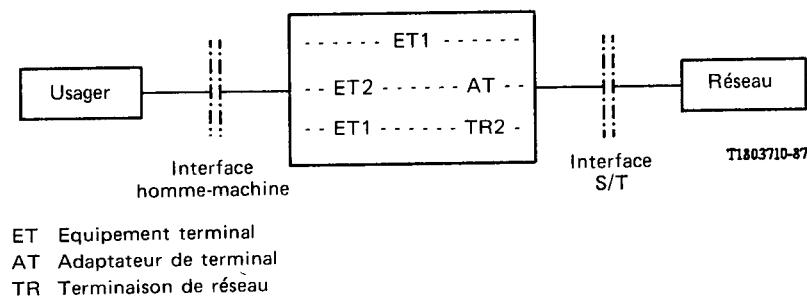 - - - - - - ET1 - - - - - -
Usager
- - ET2 - - - - - - AT - -
Réseau
- - ET1 - - - - - - TR2 -
T1803710-87
Interface
homme-machine
Interface
S/T
ET Equipement terminal
AT Adaptateur de terminal
TR Terminaison de réseau